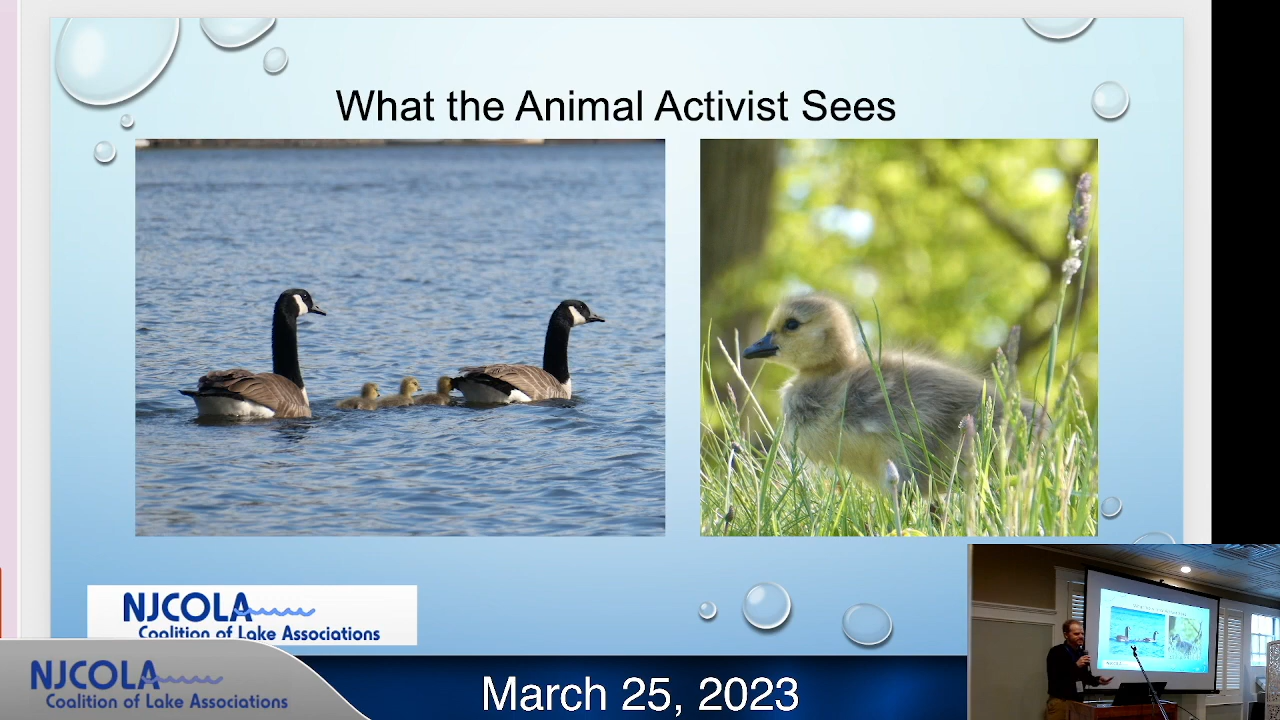 What the Animal Activist Sees
NJCOLA
Coalition of Lake Associations
NJCOLA
Coalition of Lake Associations
March 25, 2023